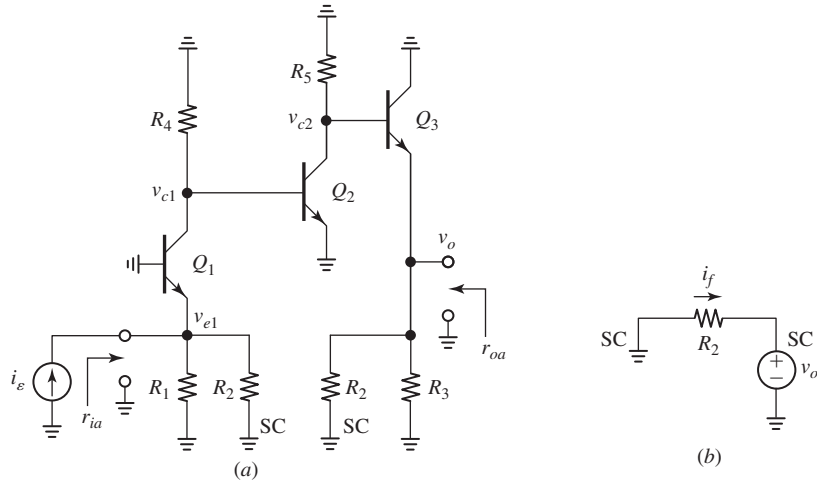 R5
R4
vc2
Q3
vc1
Q2
vo
Q1
ve1
iε
ria
R1
R2
SC
R2
SC
R3
roa
(a)
if
SC
R2
SC
+
−
vo
(b)